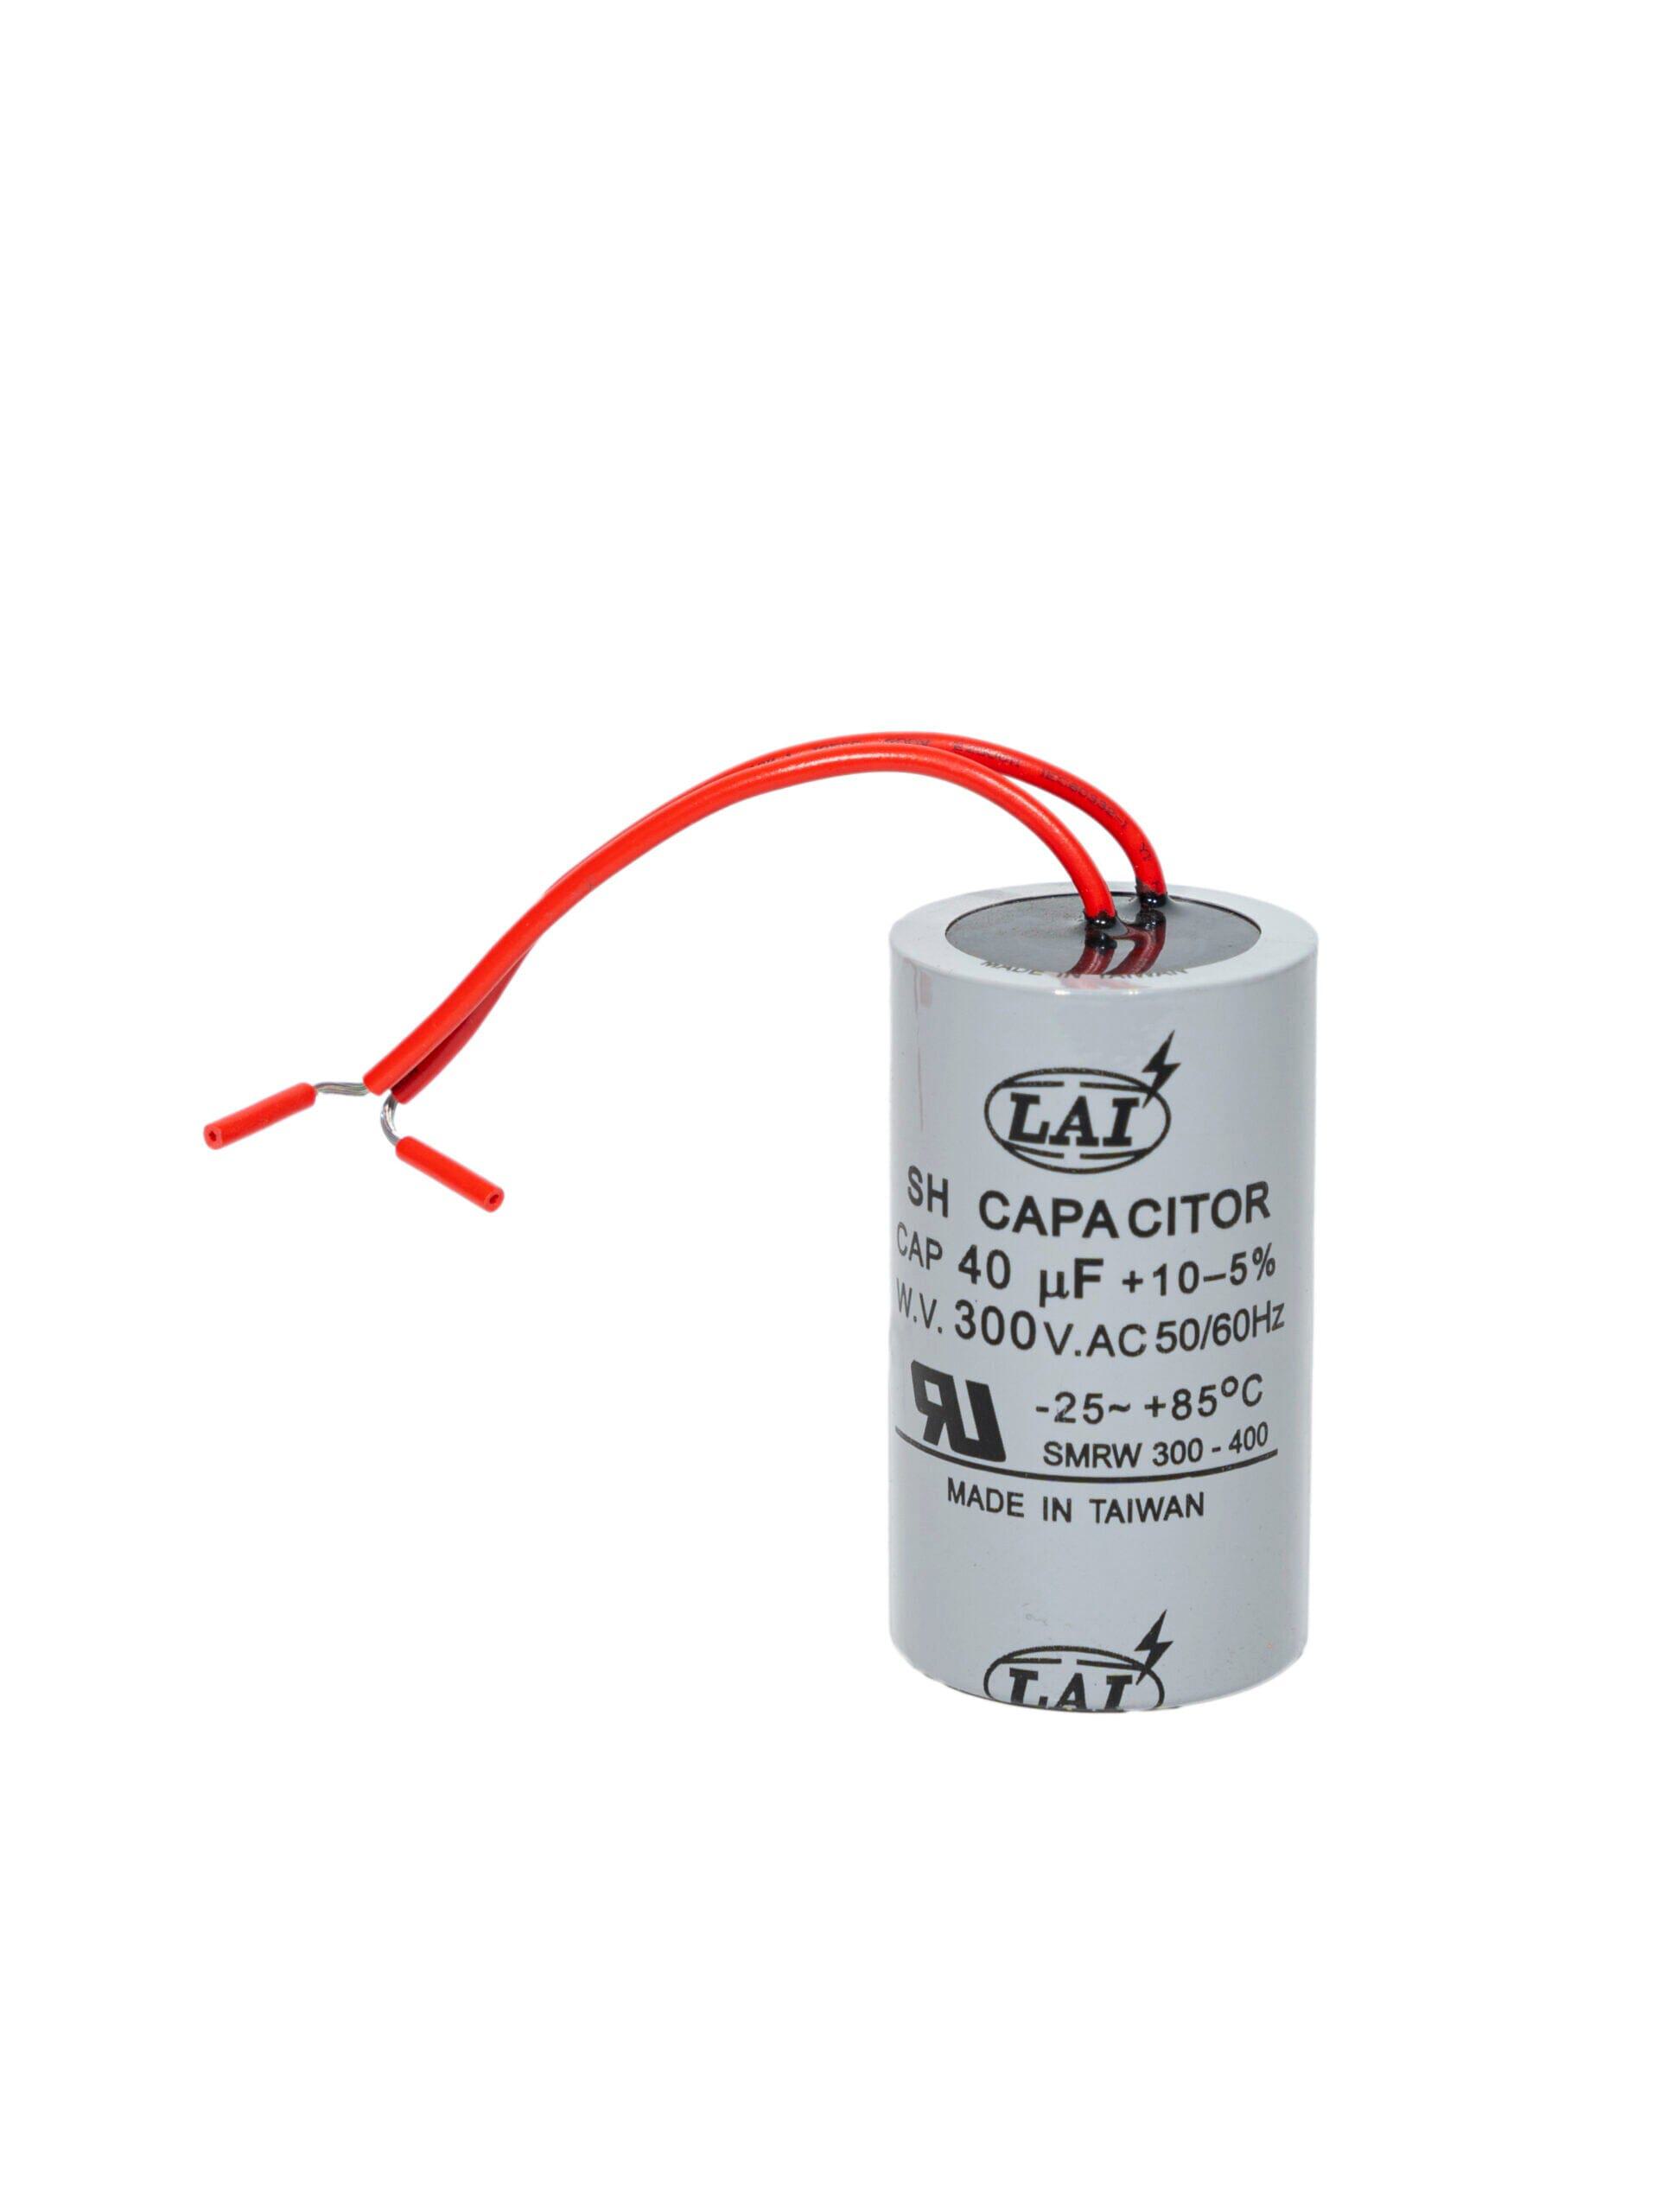 MADE IN TAIWAN
LAI
SH CAPACITOR
CAP 40 µF +10–5%
W.V. 300V.AC 50/60Hz
-25~ +85°C
SMRW 300 - 400
MADE IN TAIWAN
LAI